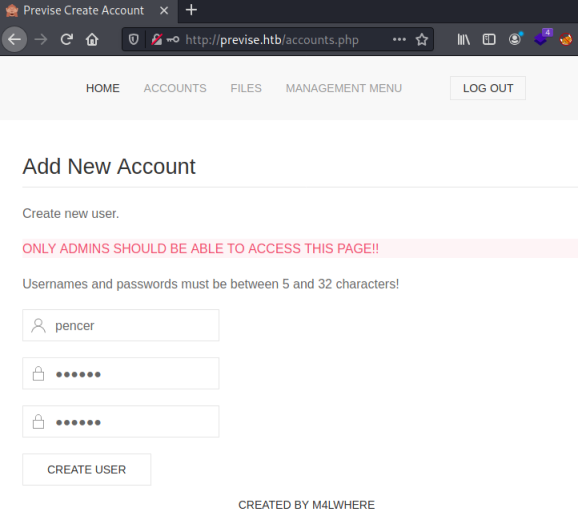 Previse Create Account
http://previse.htb/accounts.php
4
HOME ACCOUNTS FILES MANAGEMENT MENU LOG OUT
Add New Account
Create new user.
ONLY ADMINS SHOULD BE ABLE TO ACCESS THIS PAGE!!
Usernames and passwords must be between 5 and 32 characters!
pencer
●●●●●●
●●●●●●
CREATE USER
CREATED BY M4LWHERE